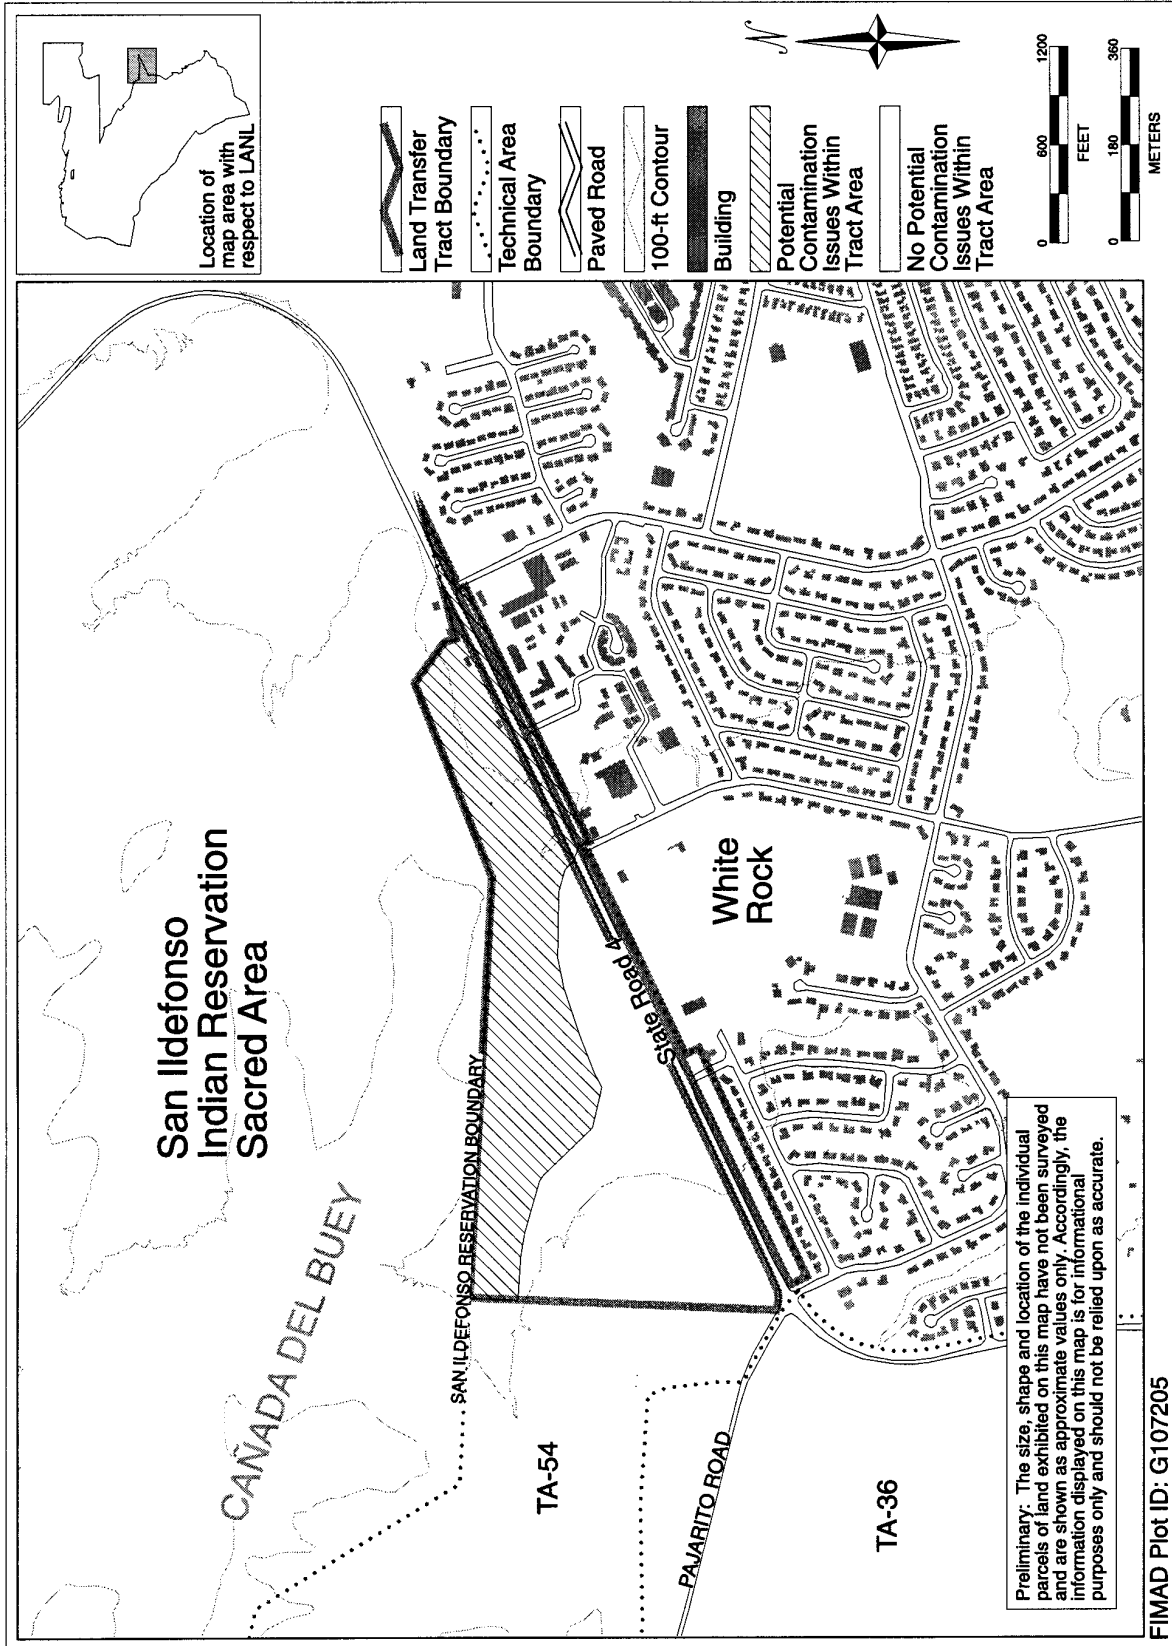 San Ildefonso
Indian Reservation
Sacred Area
CAÑADA DEL BUEY
SAN ILDEFONSO RESERVATION BOUNDARY
TA-54
PAJARITO ROAD
TA-36
State Road 4
White
Rock
Preliminary: The size, shape and location of the individual
parcels of land exhibited on this map have not been surveyed
and are shown as approximate values only. Accordingly, the
information displayed on this map is for informational
purposes only and should not be relied upon as accurate.
FIMAD Plot ID: G107205
Location of
map area with
respect to LANL
Land Transfer
Tract Boundary
Technical Area
Boundary
Paved Road
100-ft Contour
Building
Potential
Contamination
Issues Within
Tract Area
No Potential
Contamination
Issues Within
Tract Area
N
0 600 1200
FEET
0 180 360
METERS